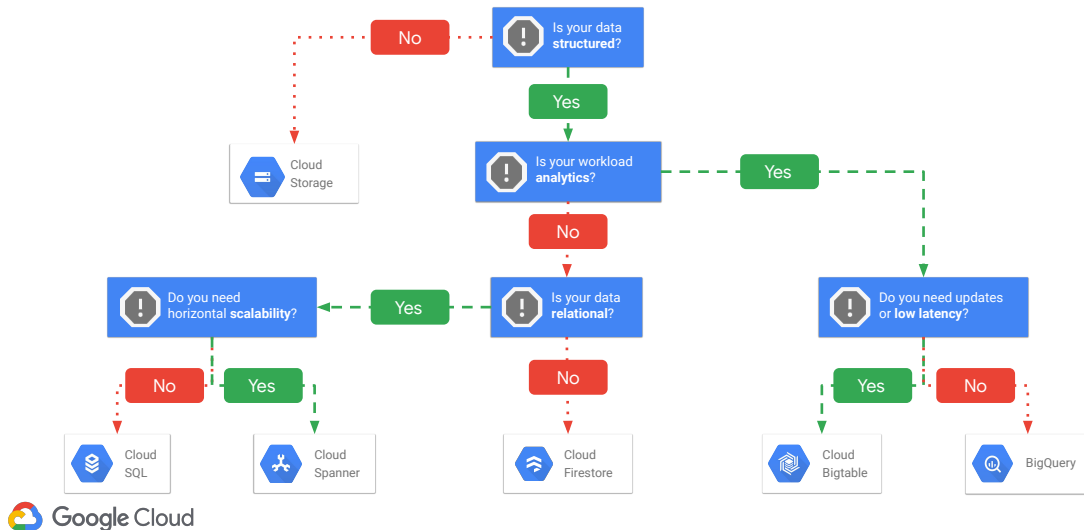 Is your data
structured?
No
Yes
Cloud
Storage
Is your workload
analytics?
Yes
No
Do you need
horizontal scalability?
Yes
Is your data
relational?
Do you need updates
or low latency?
No
Yes
No
Yes
No
Cloud
SQL
Cloud
Spanner
Cloud
Firestore
Cloud
Bigtable
BigQuery
Google Cloud